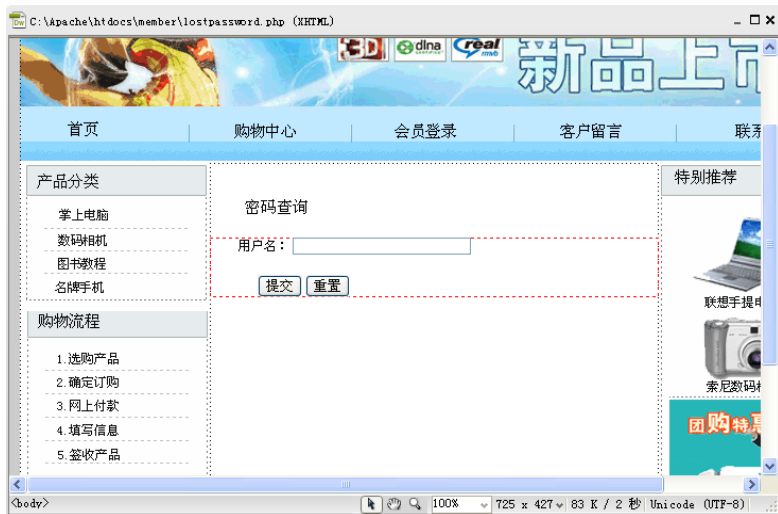 C:\Apache\htdocs\member\lostpassword.php (XHTML)
3D dlna CERTIFIED real
新品上市
首页 购物中心 会员登录 客户留言 联系
产品分类
掌上电脑
数码相机
图书教程
名牌手机
购物流程
1.选购产品
2.确定订购
3.网上付款
4.填写信息
5.签收产品
密码查询
用户名：
提交 重置
特别推荐
联想手提电
索尼数码相
团购特惠
<body> 100% 725 x 427 83 K / 2 秒 Unicode (UTF-8)